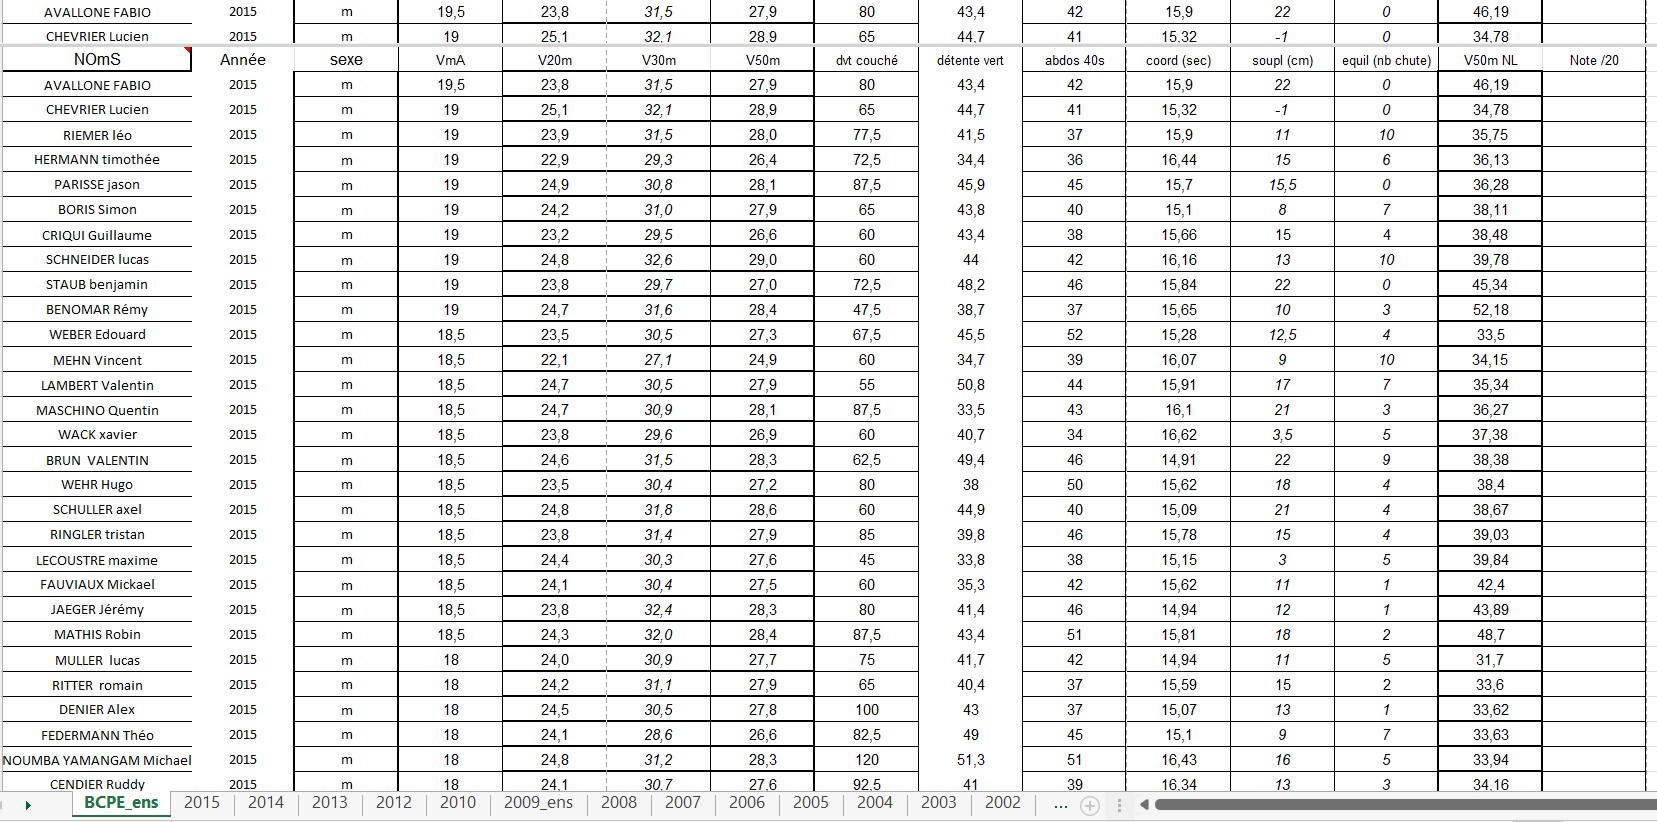 AVALLONE FABIO 2015 m 19,5 23,8 31,5 27,9 80 43,4 42 15,9 22 0 46,19
CHEVRIER Lucien 2015 m 19 25,1 32,1 28,9 65 44,7 41 15,32 -1 0 34,78
NOmS Année sexe VmA V20m V30m V50m dvt couché détente vert abdos 40s coord (sec) soupl (cm) equil (nb chute) V50m NL Note /20
AVALLONE FABIO 2015 m 19,5 23,8 31,5 27,9 80 43,4 42 15,9 22 0 46,19
CHEVRIER Lucien 2015 m 19 25,1 32,1 28,9 65 44,7 41 15,32 -1 0 34,78
RIEMER léo 2015 m 19 23,9 31,5 28,0 77,5 41,5 37 15,9 11 10 35,75
HERMANN timothée 2015 m 19 22,9 29,3 26,4 72,5 34,4 36 16,44 15 6 36,13
PARISSE jason 2015 m 19 24,9 30,8 28,1 87,5 45,9 45 15,7 15,5 0 36,28
BORIS Simon 2015 m 19 24,2 31,0 27,9 65 43,8 40 15,1 8 7 38,11
CRIQUI Guillaume 2015 m 19 23,2 29,5 26,6 60 43,4 38 15,66 15 4 38,48
SCHNEIDER lucas 2015 m 19 24,8 32,6 29,0 60 44 42 16,16 13 10 39,78
STAUB benjamin 2015 m 19 23,8 29,7 27,0 72,5 48,2 46 15,84 22 0 45,34
BENOMAR Rémy 2015 m 19 24,7 31,6 28,4 47,5 38,7 37 15,65 10 3 52,18
WEBER Edouard 2015 m 18,5 23,5 30,5 27,3 67,5 45,5 52 15,28 12,5 4 33,5
MEHN Vincent 2015 m 18,5 22,1 27,1 24,9 60 34,7 39 16,07 9 10 34,15
LAMBERT Valentin 2015 m 18,5 24,7 30,5 27,9 55 50,8 44 15,91 17 7 35,34
MASCHINO Quentin 2015 m 18,5 24,7 30,9 28,1 87,5 33,5 43 16,1 21 3 36,27
WACK xavier 2015 m 18,5 23,8 29,6 26,9 60 40,7 34 16,62 3,5 5 37,38
BRUN VALENTIN 2015 m 18,5 24,6 31,5 28,3 62,5 49,4 46 14,91 22 9 38,38
WEHR Hugo 2015 m 18,5 23,5 30,4 27,2 80 38 50 15,62 18 4 38,4
SCHULLER axel 2015 m 18,5 24,8 31,8 28,6 60 44,9 40 15,09 21 4 38,67
RINGLER tristan 2015 m 18,5 23,8 31,4 27,9 85 39,8 46 15,78 15 4 39,03
LECOUSTRE maxime 2015 m 18,5 24,4 30,3 27,6 45 33,8 38 15,15 3 5 39,84
FAUVIAUX Mickael 2015 m 18,5 24,1 30,4 27,5 60 35,3 42 15,62 11 1 42,4
JAEGER Jérémy 2015 m 18,5 23,8 32,4 28,3 80 41,4 46 14,94 12 1 43,89
MATHIS Robin 2015 m 18,5 24,3 32,0 28,4 87,5 43,4 51 15,81 18 2 48,7
MULLER lucas 2015 m 18 24,0 30,9 27,7 75 41,7 42 14,94 11 5 31,7
RITTER romain 2015 m 18 24,2 31,1 27,9 65 40,4 37 15,59 15 2 33,6
DENIER Alex 2015 m 18 24,5 30,5 27,8 100 43 37 15,07 13 1 33,62
FEDERMANN Théo 2015 m 18 24,1 28,6 26,6 82,5 49 45 15,1 9 7 33,63
NOUMBA YAMANGAM Michael 2015 m 18 24,8 31,2 28,3 120 51,3 51 16,43 16 5 33,94
CENDIER Ruddy 2015 m 18 24,1 30,7 27,6 92,5 41 39 16,34 13 3 34,16
BCPE_ens 2015 2014 2013 2012 2010 2009_ens 2008 2007 2006 2005 2004 2003 2002 ...